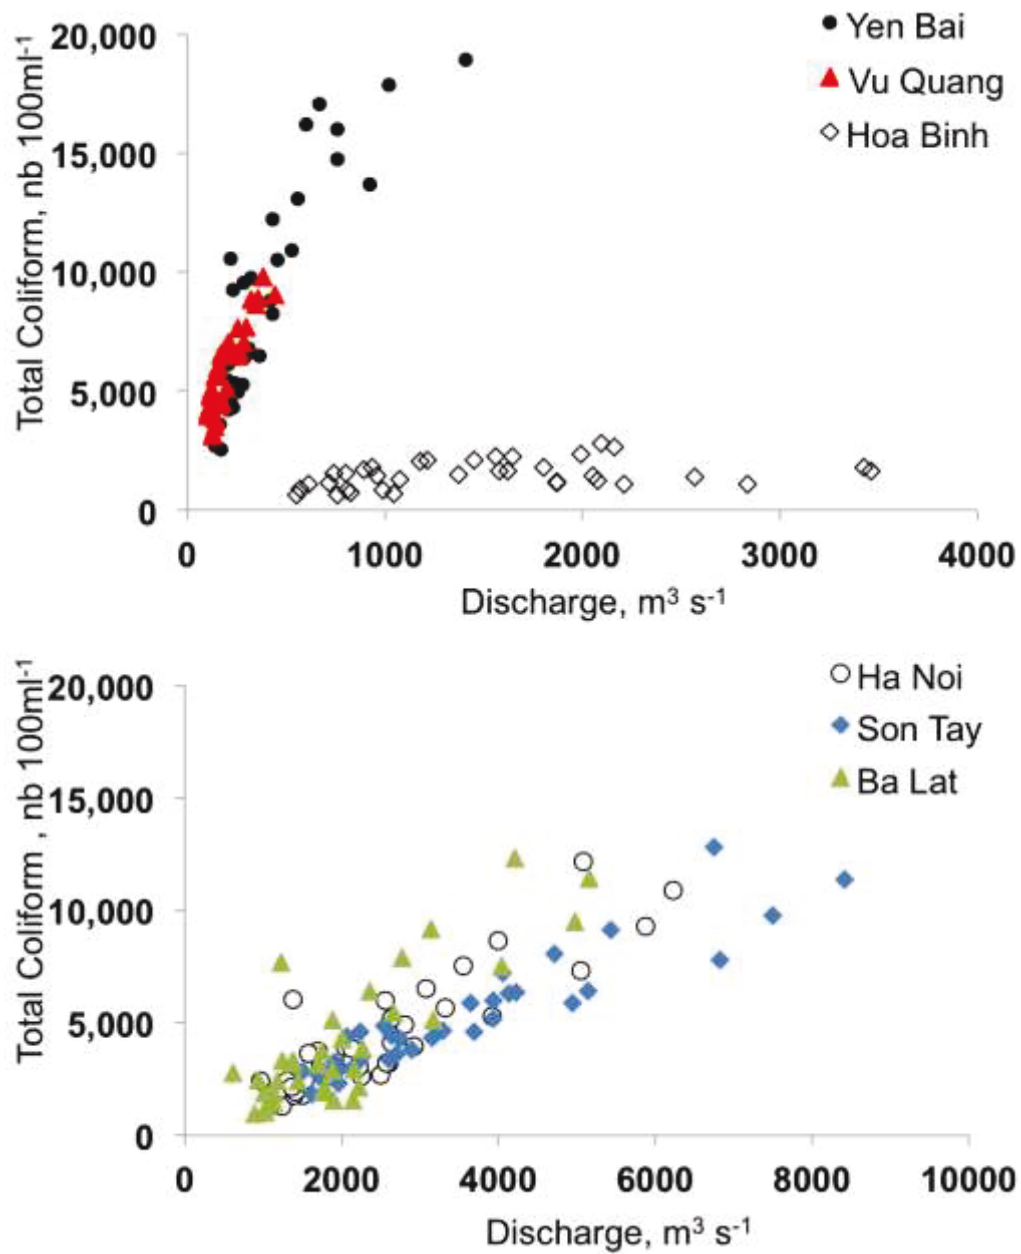 20,000
15,000
10,000
5,000
0
Total Coliform, nb 100ml⁻¹
Yen Bai
Vu Quang
Hoa Binh
0 1000 2000 3000 4000
Discharge, m³ s⁻¹
20,000
15,000
10,000
5,000
0
Total Coliform , nb 100ml⁻¹
Ha Noi
Son Tay
Ba Lat
0 2000 4000 6000 8000 10000
Discharge, m³ s⁻¹